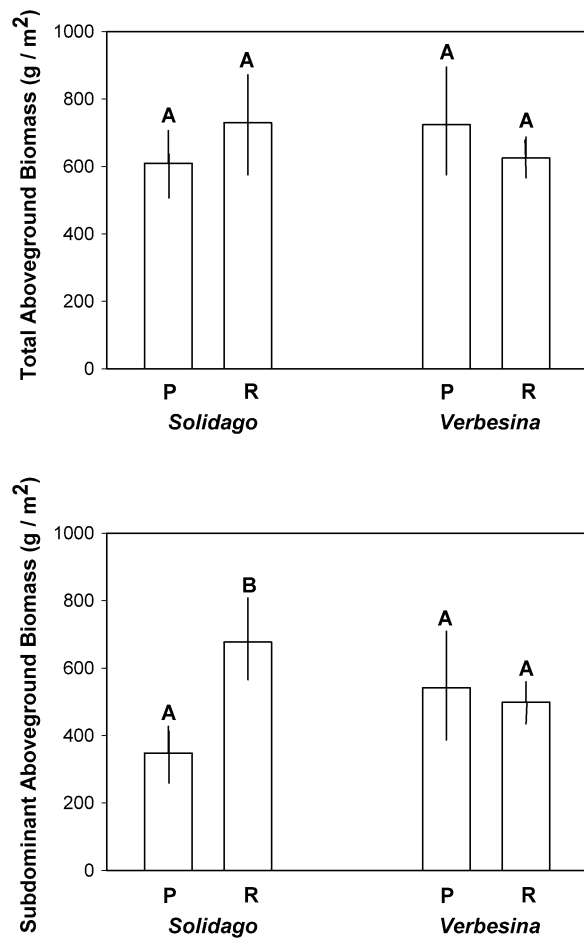 Total Aboveground Biomass (g / m²)
1000
800
600
400
200
0
A
A
A
A
P
R
P
R
Solidago
Verbesina
Subdominant Aboveground Biomass (g / m²)
1000
800
600
400
200
0
A
B
A
A
P
R
P
R
Solidago
Verbesina